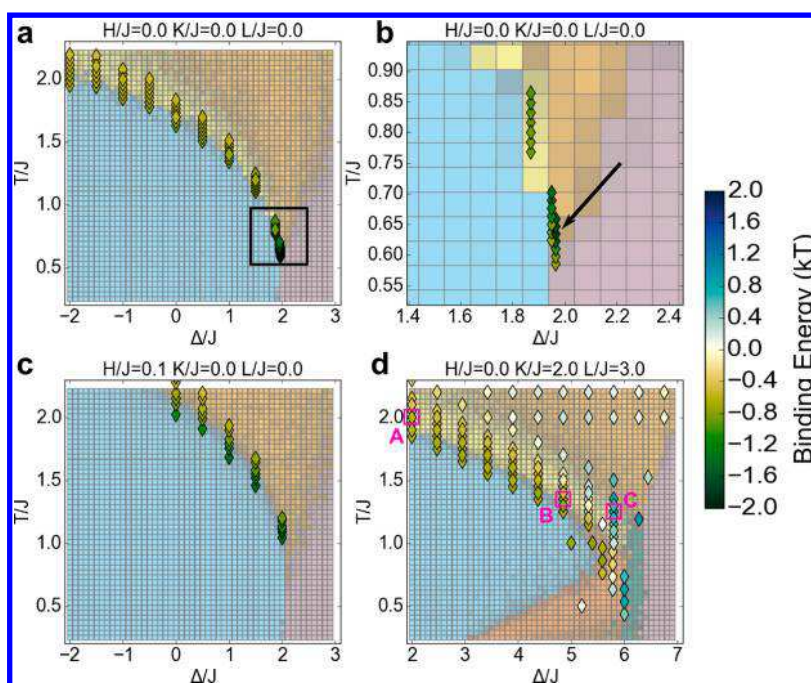 a
H/J=0.0 K/J=0.0 L/J=0.0
T/J
2.0
1.5
1.0
0.5
−2 −1 0 1 2 3
Δ/J
b
H/J=0.0 K/J=0.0 L/J=0.0
T/J
0.90
0.85
0.80
0.75
0.70
0.65
0.60
0.55
1.4 1.6 1.8 2.0 2.2 2.4
Δ/J
c
H/J=0.1 K/J=0.0 L/J=0.0
T/J
2.0
1.5
1.0
0.5
−2 −1 0 1 2 3
Δ/J
d
H/J=0.0 K/J=2.0 L/J=3.0
T/J
2.0
1.5
1.0
0.5
A
B
C
2 3 4 5 6 7
Δ/J
2.0
1.6
1.2
0.8
0.4
0.0
−0.4
−0.8
−1.2
−1.6
−2.0
Binding Energy (kT)